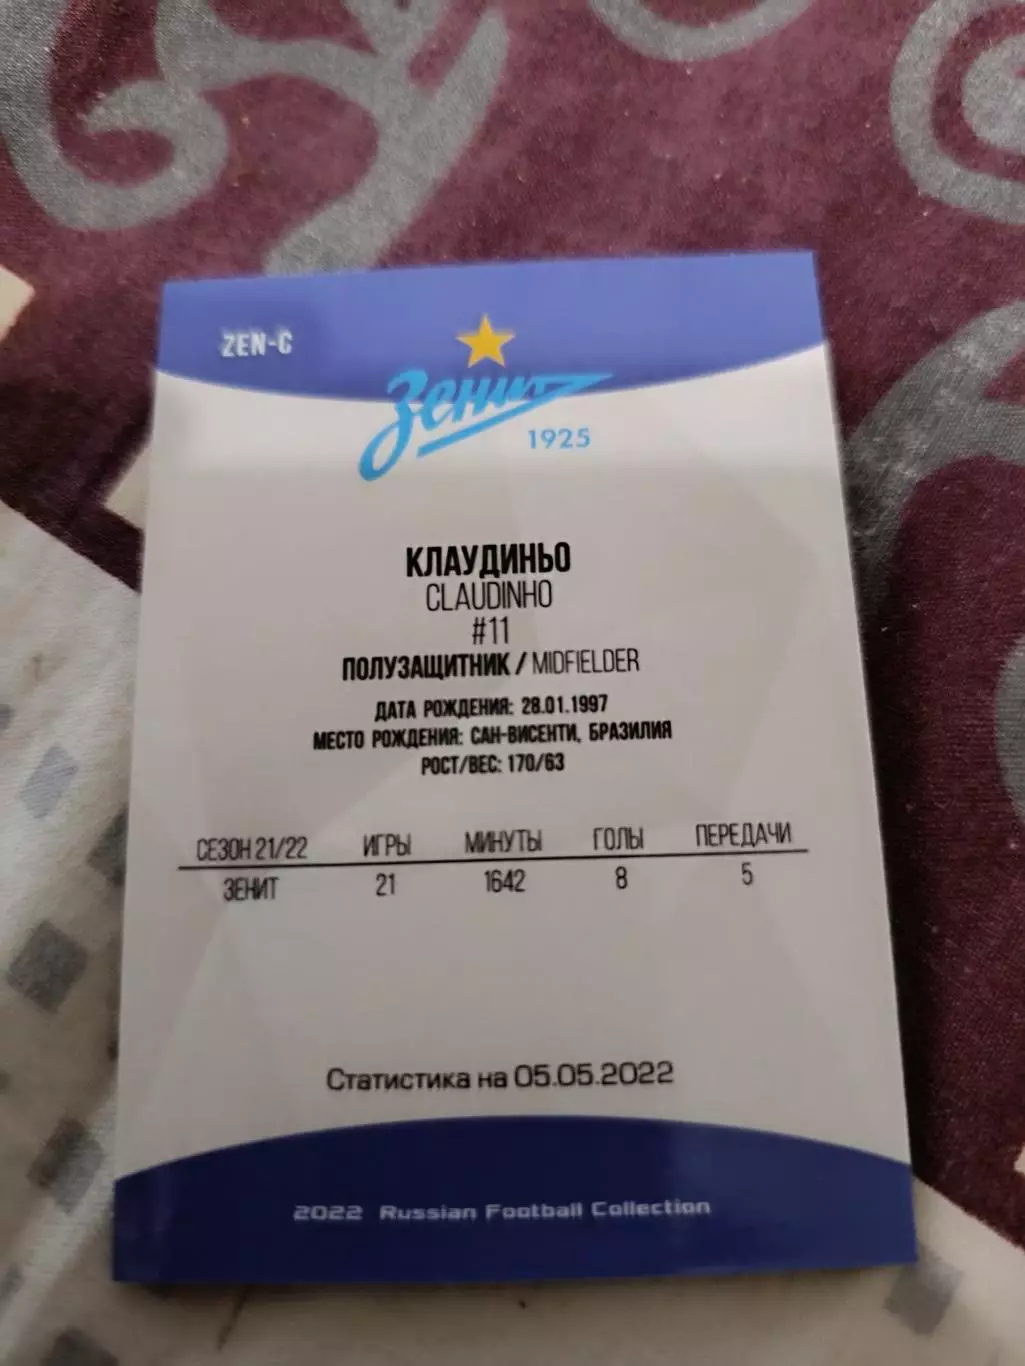 ZEN-C
Зенит
1925
КЛАУДИНЬО
CLAUDINHO
#11
ПОЛУЗАЩИТНИК / MIDFIELDER
ДАТА РОЖДЕНИЯ: 28.01.1997
МЕСТО РОЖДЕНИЯ: САН-ВИСЕНТИ, БРАЗИЛИЯ
РОСТ/ВЕС: 170/63
СЕЗОН 21/22 ИГРЫ МИНУТЫ ГОЛЫ ПЕРЕДАЧИ
ЗЕНИТ 21 1642 8 5
Статистика на 05.05.2022
2022 Russian Football Collection